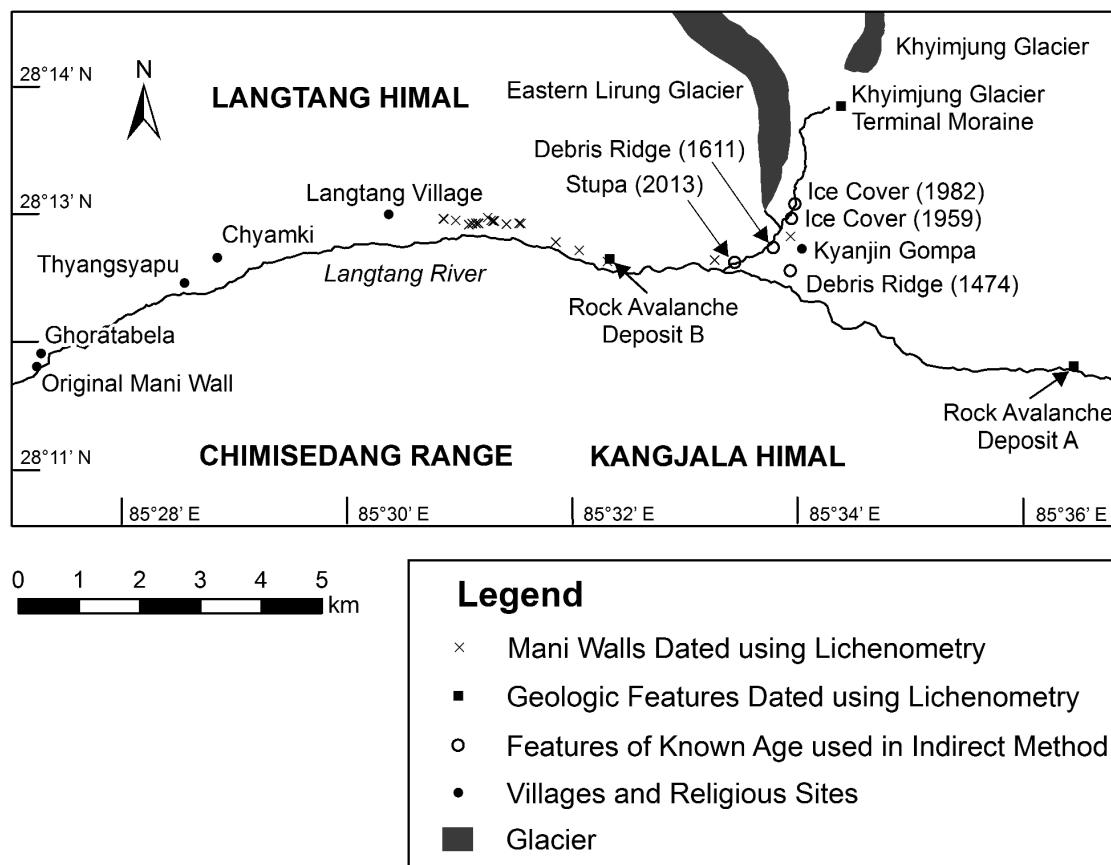 Khyimjung Glacier
28°14' N
N
LANGTANG HIMAL
Eastern Lirung Glacier
Khyimjung Glacier
Terminal Moraine
Debris Ridge (1611)
Stupa (2013)
Langtang Village
Ice Cover (1982)
28°13' N
Ice Cover (1959)
Chyamki
Kyanjin Gompa
Thyangsyapu
Langtang River
Debris Ridge (1474)
Rock Avalanche
Deposit B
Ghoratabela
Original Mani Wall
Rock Avalanche
Deposit A
28°11' N
CHIMISEDANG RANGE
KANGJALA HIMAL
85°28' E
85°30' E
85°32' E
85°34' E
85°36' E
0 1 2 3 4 5
km
Legend
Mani Walls Dated using Lichenometry
Geologic Features Dated using Lichenometry
Features of Known Age used in Indirect Method
Villages and Religious Sites
Glacier